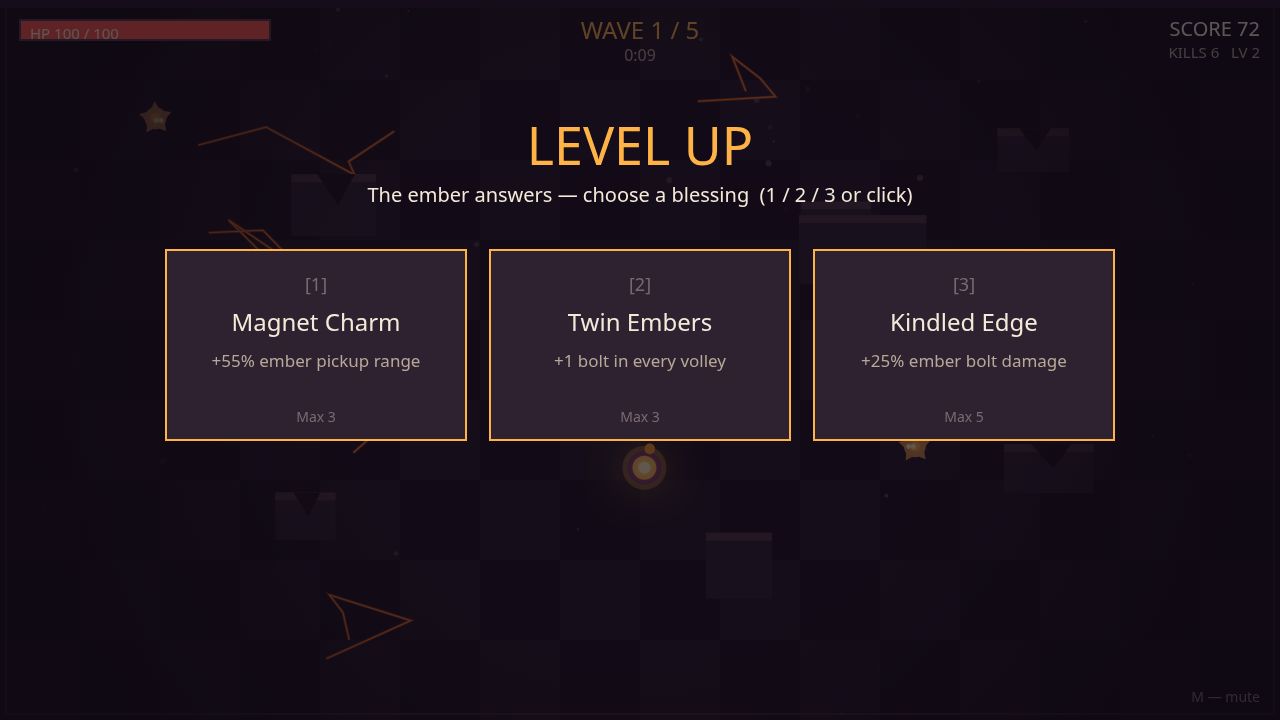 HP 100 / 100
WAVE 1 / 5
0:09
SCORE 72
KILLS 6 LV 2
LEVEL UP
The ember answers — choose a blessing (1 / 2 / 3 or click)
[1]
Magnet Charm
+55% ember pickup range
Max 3
[2]
Twin Embers
+1 bolt in every volley
Max 3
[3]
Kindled Edge
+25% ember bolt damage
Max 5
M — mute